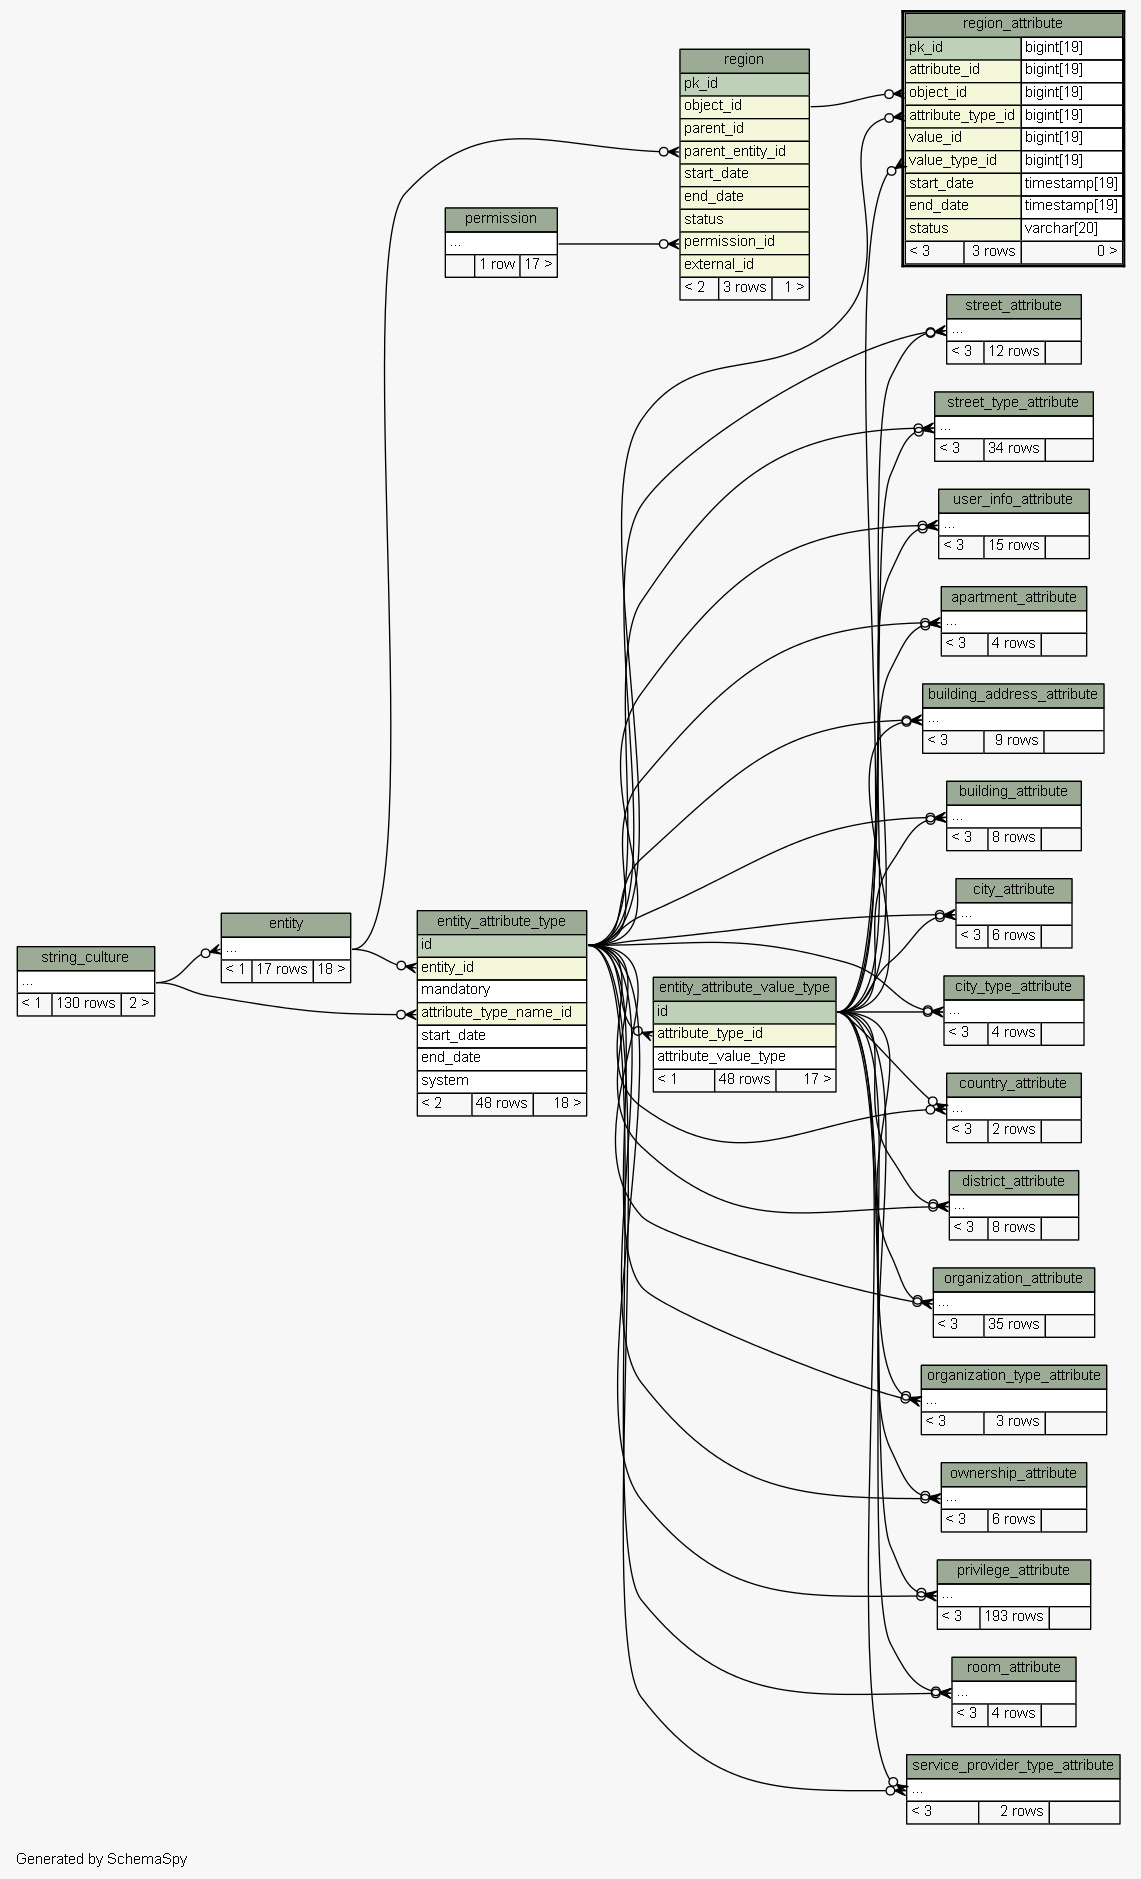 region_attribute
pk_id bigint[19]
attribute_id bigint[19]
object_id bigint[19]
attribute_type_id bigint[19]
value_id bigint[19]
value_type_id bigint[19]
start_date timestamp[19]
end_date timestamp[19]
status varchar[20]
< 3 3 rows 0 >
region
pk_id
object_id
parent_id
parent_entity_id
start_date
end_date
status
permission_id
external_id
< 2 3 rows 1 >
permission
...
1 row 17 >
street_attribute
...
< 3 12 rows
street_type_attribute
...
< 3 34 rows
user_info_attribute
...
< 3 15 rows
apartment_attribute
...
< 3 4 rows
building_address_attribute
...
< 3 9 rows
building_attribute
...
< 3 8 rows
city_attribute
...
< 3 6 rows
string_culture
...
< 1 130 rows 2 >
entity
...
< 1 17 rows 18 >
entity_attribute_type
id
entity_id
mandatory
attribute_type_name_id
start_date
end_date
system
< 2 48 rows 18 >
entity_attribute_value_type
id
attribute_type_id
attribute_value_type
< 1 48 rows 17 >
city_type_attribute
...
< 3 4 rows
country_attribute
...
< 3 2 rows
district_attribute
...
< 3 8 rows
organization_attribute
...
< 3 35 rows
organization_type_attribute
...
< 3 3 rows
ownership_attribute
...
< 3 6 rows
privilege_attribute
...
< 3 193 rows
room_attribute
...
< 3 4 rows
service_provider_type_attribute
...
< 3 2 rows
Generated by SchemaSpy